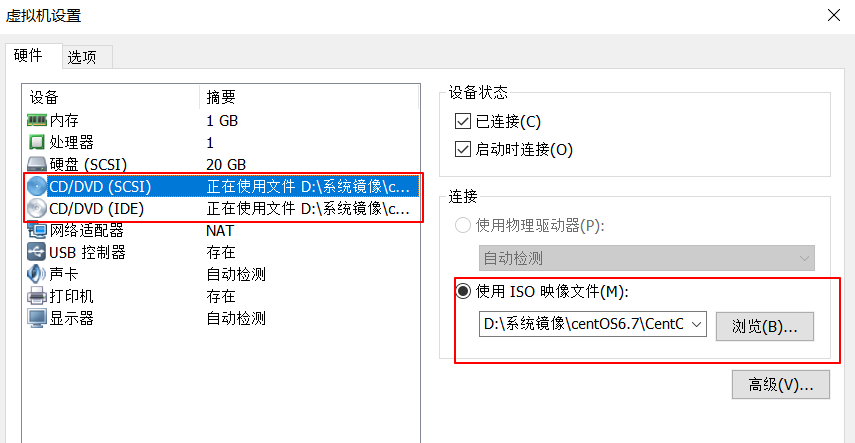 虚拟机设置
硬件 选项
设备 摘要
内存 1 GB
处理器 1
硬盘 (SCSI) 20 GB
CD/DVD (SCSI) 正在使用文件 D:\系统镜像\c...
CD/DVD (IDE) 正在使用文件 D:\系统镜像\c...
网络适配器 NAT
USB 控制器 存在
声卡 自动检测
打印机 存在
显示器 自动检测
设备状态
已连接(C)
启动时连接(O)
连接
使用物理驱动器(P):
自动检测
使用 ISO 映像文件(M):
D:\系统镜像\centOS6.7\CentC 浏览(B)...
高级(V)...